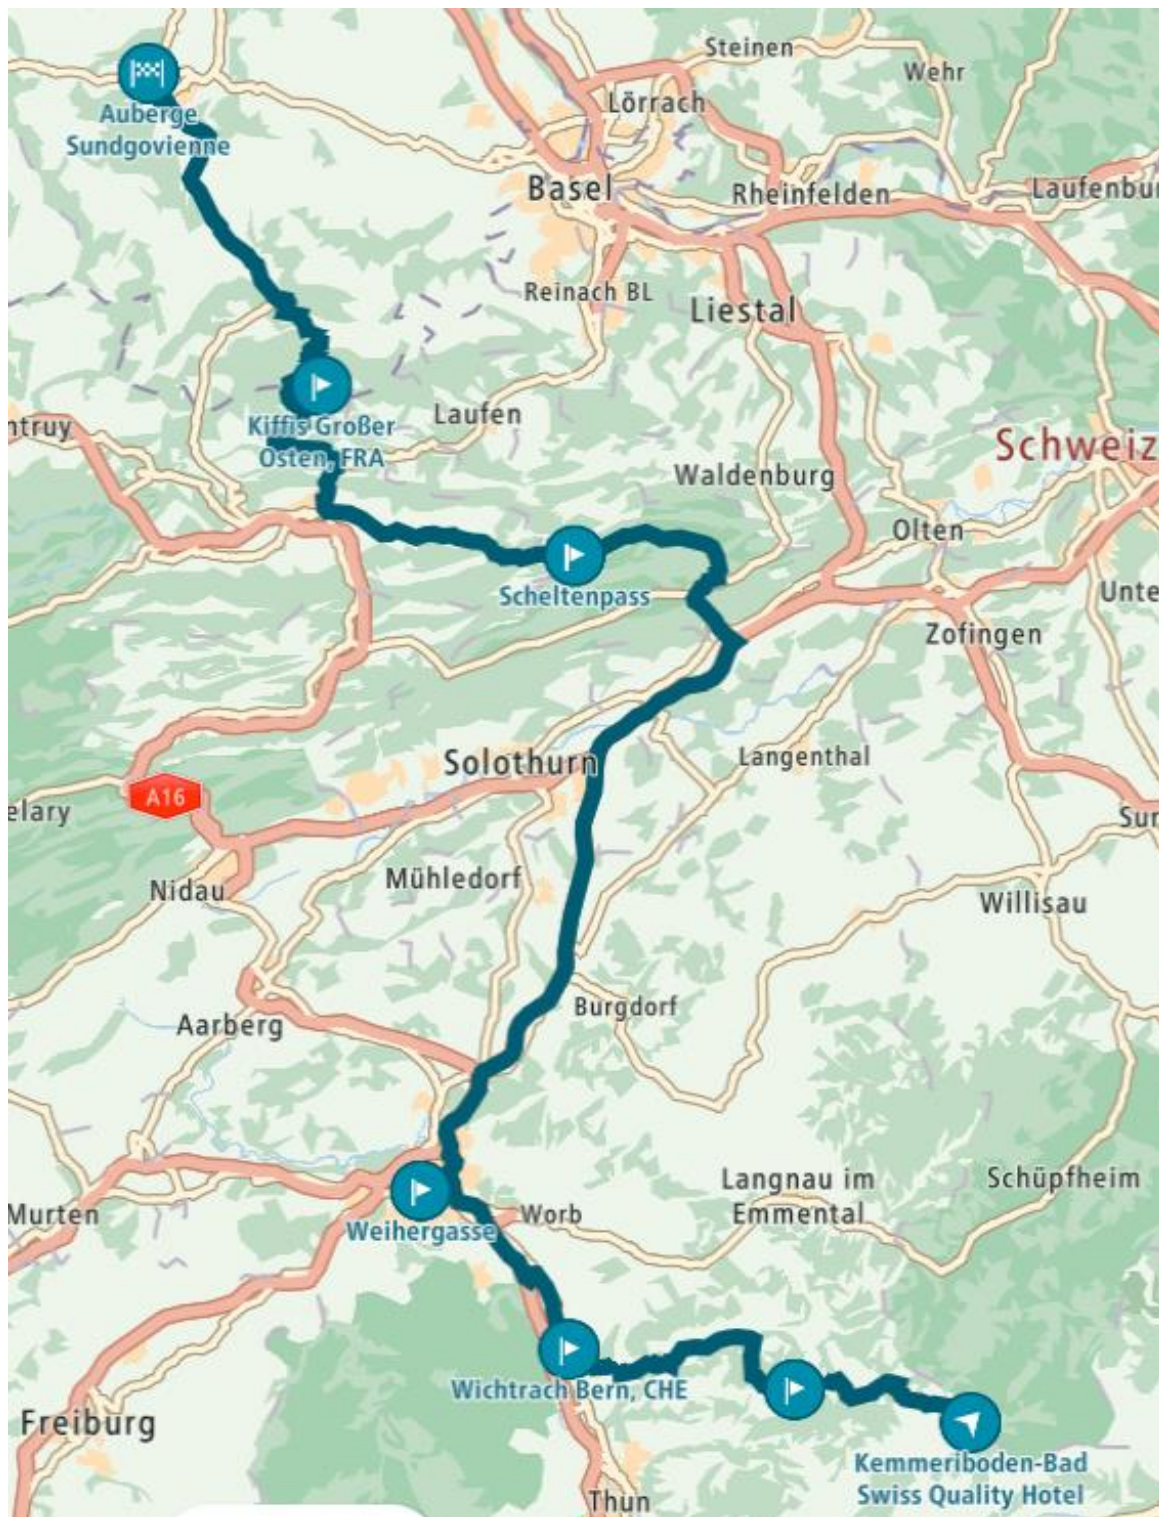 Steinen
Wehr
Auberge
Sundgovienne
Lörrach
Basel
Rheinfelden
Laufenbu
Reinach BL
Liestal
Laufen
ntruy
Kiffis Großer
Osten, FRA
Schweiz
Waldenburg
Olten
Scheltenpass
Unte
Zofingen
Solothurn
Langenthal
A16
elary
Sur
Mühledorf
Nidau
Willisau
Burgdorf
Aarberg
Langnau im
Emmental
Schüpfheim
Murten
Worb
Weihergasse
Wichtrach Bern, CHE
Freiburg
Kemmeriboden-Bad
Swiss Quality Hotel
Thun